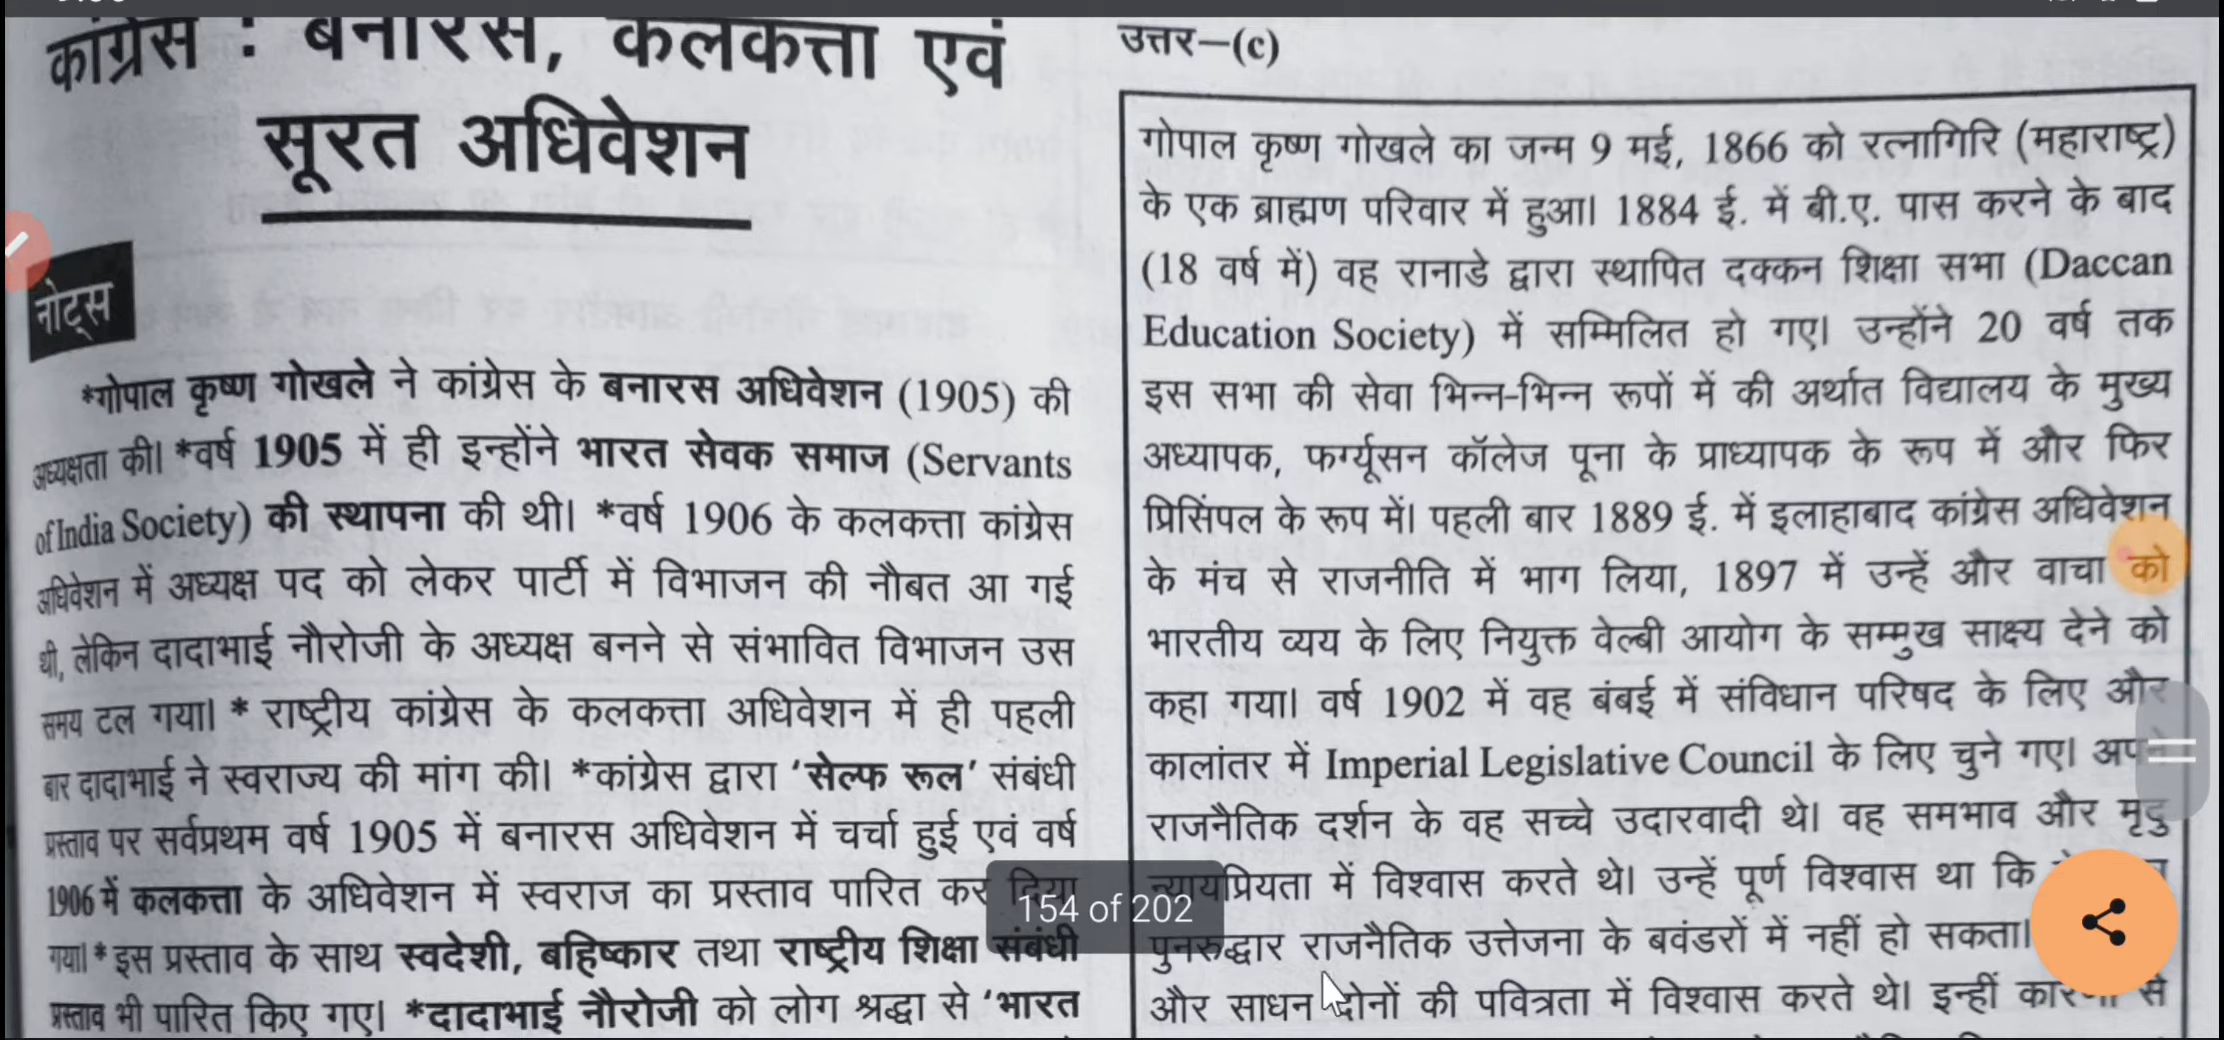 कांग्रेस : बनारस, कलकत्ता एवं
सूरत अधिवेशन
नोट्स
*गोपाल कृष्ण गोखले ने कांग्रेस के बनारस अधिवेशन (1905) की
अध्यक्षता की। *वर्ष 1905 में ही इन्होंने भारत सेवक समाज (Servants
of India Society) की स्थापना की थी। *वर्ष 1906 के कलकत्ता कांग्रेस
अधिवेशन में अध्यक्ष पद को लेकर पार्टी में विभाजन की नौबत आ गई
थी, लेकिन दादाभाई नौरोजी के अध्यक्ष बनने से संभावित विभाजन उस
समय टल गया। * राष्ट्रीय कांग्रेस के कलकत्ता अधिवेशन में ही पहली
बार दादाभाई ने स्वराज्य की मांग की। *कांग्रेस द्वारा ‘सेल्फ रूल’ संबंधी
प्रस्ताव पर सर्वप्रथम वर्ष 1905 में बनारस अधिवेशन में चर्चा हुई एवं वर्ष
1906 में कलकत्ता के अधिवेशन में स्वराज का प्रस्ताव पारित कर दिया
गया। * इस प्रस्ताव के साथ स्वदेशी, बहिष्कार तथा राष्ट्रीय शिक्षा संबंधी
प्रस्ताव भी पारित किए गए। *दादाभाई नौरोजी को लोग श्रद्धा से ‘भारत
उत्तर–(c)
गोपाल कृष्ण गोखले का जन्म 9 मई, 1866 को रत्नागिरि (महाराष्ट्र)
के एक ब्राह्मण परिवार में हुआ। 1884 ई. में बी.ए. पास करने के बाद
(18 वर्ष में) वह रानाडे द्वारा स्थापित दक्कन शिक्षा सभा (Daccan
Education Society) में सम्मिलित हो गए। उन्होंने 20 वर्ष तक
इस सभा की सेवा भिन्न-भिन्न रूपों में की अर्थात विद्यालय के मुख्य
अध्यापक, फर्ग्यूसन कॉलेज पूना के प्राध्यापक के रूप में और फिर
प्रिसिंपल के रूप में। पहली बार 1889 ई. में इलाहाबाद कांग्रेस अधिवेशन
के मंच से राजनीति में भाग लिया, 1897 में उन्हें और वाचा को
भारतीय व्यय के लिए नियुक्त वेल्बी आयोग के सम्मुख साक्ष्य देने को
कहा गया। वर्ष 1902 में वह बंबई में संविधान परिषद के लिए और
कालांतर में Imperial Legislative Council के लिए चुने गए।
राजनैतिक दर्शन के वह सच्चे उदारवादी थे। वह समभाव और मृदु
न्यायप्रियता में विश्वास करते थे। उन्हें पूर्ण विश्वास था कि
पुनरुद्धार राजनैतिक उत्तेजना के बवंडरों में नहीं हो सकता।
और साधन दोनों की पवित्रता में विश्वास करते थे। इन्हीं से
154 of 202